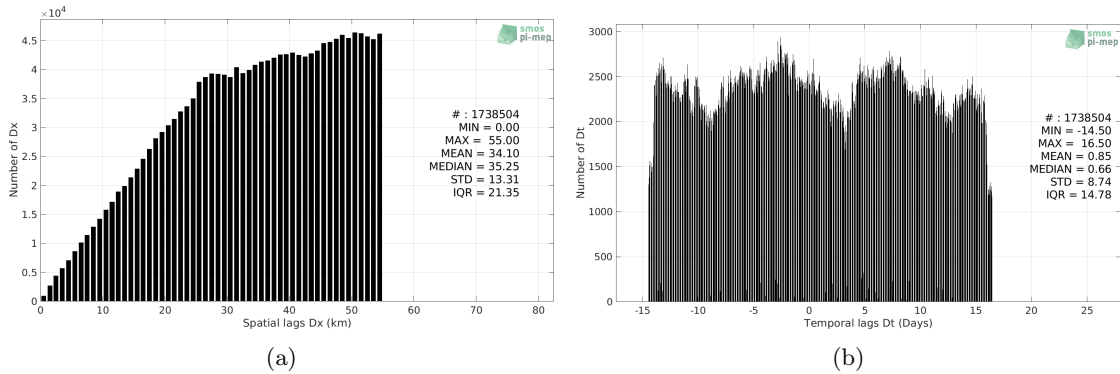 ×10⁴
4.5
4
3.5
3
2.5
2
1.5
1
0.5
0
Number of Dx
0 10 20 30 40 50 60 70 80
Spatial lags Dx (km)
smos
pi-mep
# : 1738504
MIN = 0.00
MAX = 55.00
MEAN = 34.10
MEDIAN = 35.25
STD = 13.31
IQR = 21.35
(a)
3000
2500
2000
1500
1000
500
0
Number of Dt
-15 -10 -5 0 5 10 15 20 25
Temporal lags Dt (Days)
smos
pi-mep
# : 1738504
MIN = -14.50
MAX = 16.50
MEAN = 0.85
MEDIAN = 0.66
STD = 8.74
IQR = 14.78
(b)